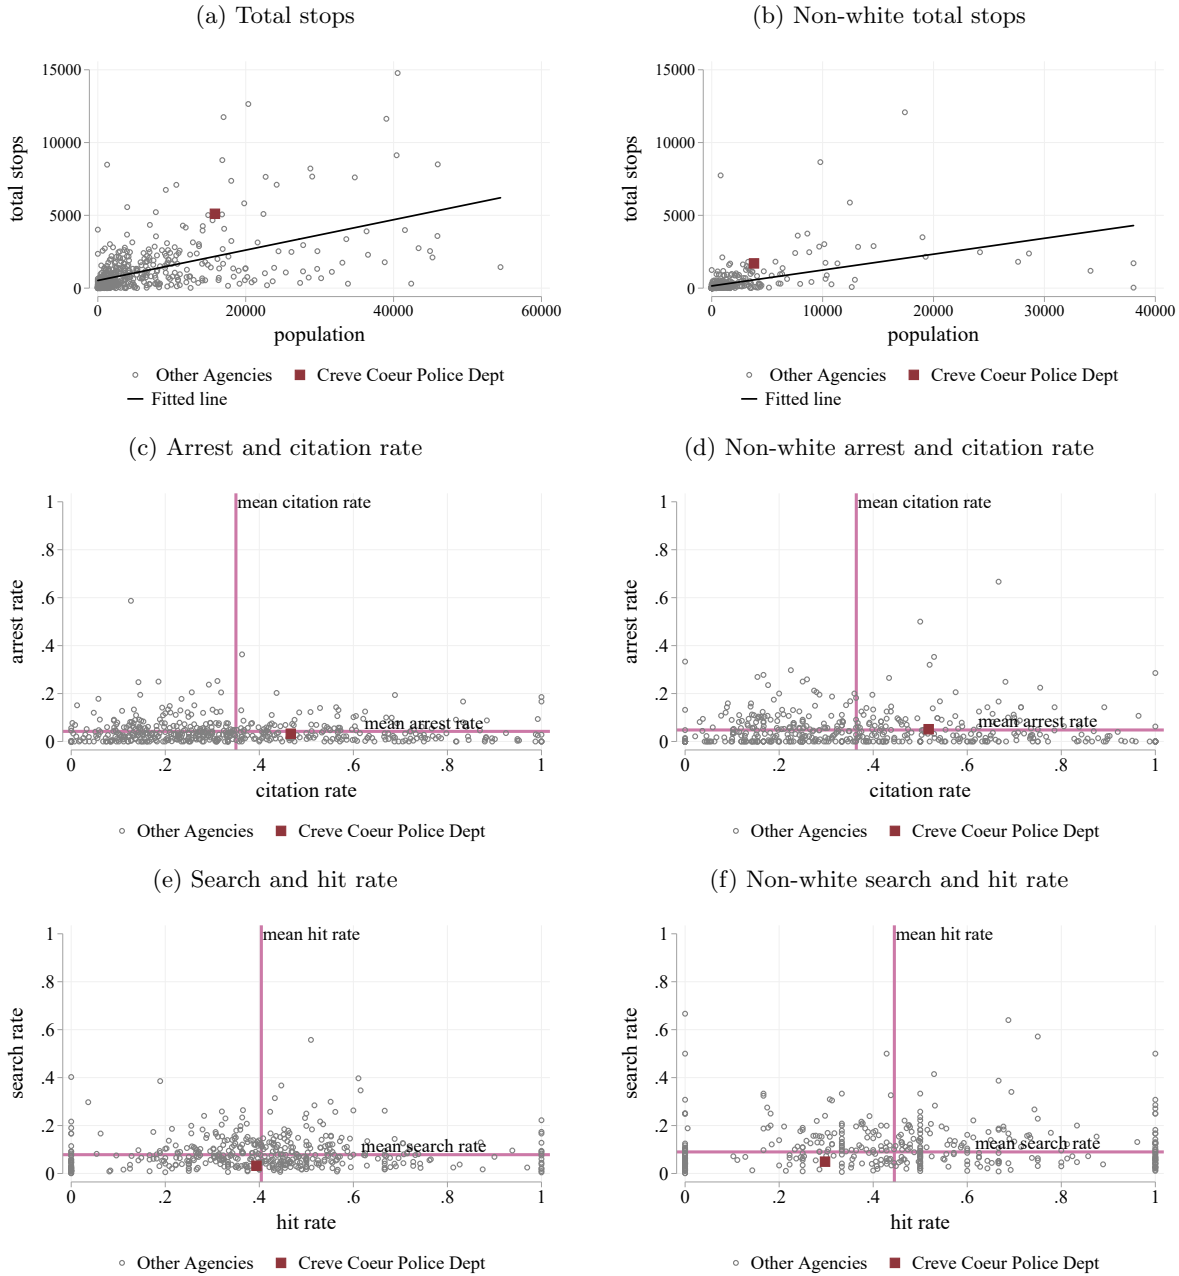 (a) Total stops
(b) Non-white total stops
15000
10000
5000
0
total stops
0 20000 40000 60000
population
Other Agencies Creve Coeur Police Dept
Fitted line
15000
10000
5000
0
total stops
0 10000 20000 30000 40000
population
Other Agencies Creve Coeur Police Dept
Fitted line
(c) Arrest and citation rate
(d) Non-white arrest and citation rate
mean citation rate
1
.8
.6
.4
.2
0
arrest rate
mean arrest rate
0 .2 .4 .6 .8 1
citation rate
Other Agencies Creve Coeur Police Dept
mean citation rate
1
.8
.6
.4
.2
0
arrest rate
mean arrest rate
0 .2 .4 .6 .8 1
citation rate
Other Agencies Creve Coeur Police Dept
(e) Search and hit rate
(f) Non-white search and hit rate
mean hit rate
1
.8
.6
.4
.2
0
search rate
mean search rate
0 .2 .4 .6 .8 1
hit rate
Other Agencies Creve Coeur Police Dept
mean hit rate
1
.8
.6
.4
.2
0
search rate
mean search rate
0 .2 .4 .6 .8 1
hit rate
Other Agencies Creve Coeur Police Dept